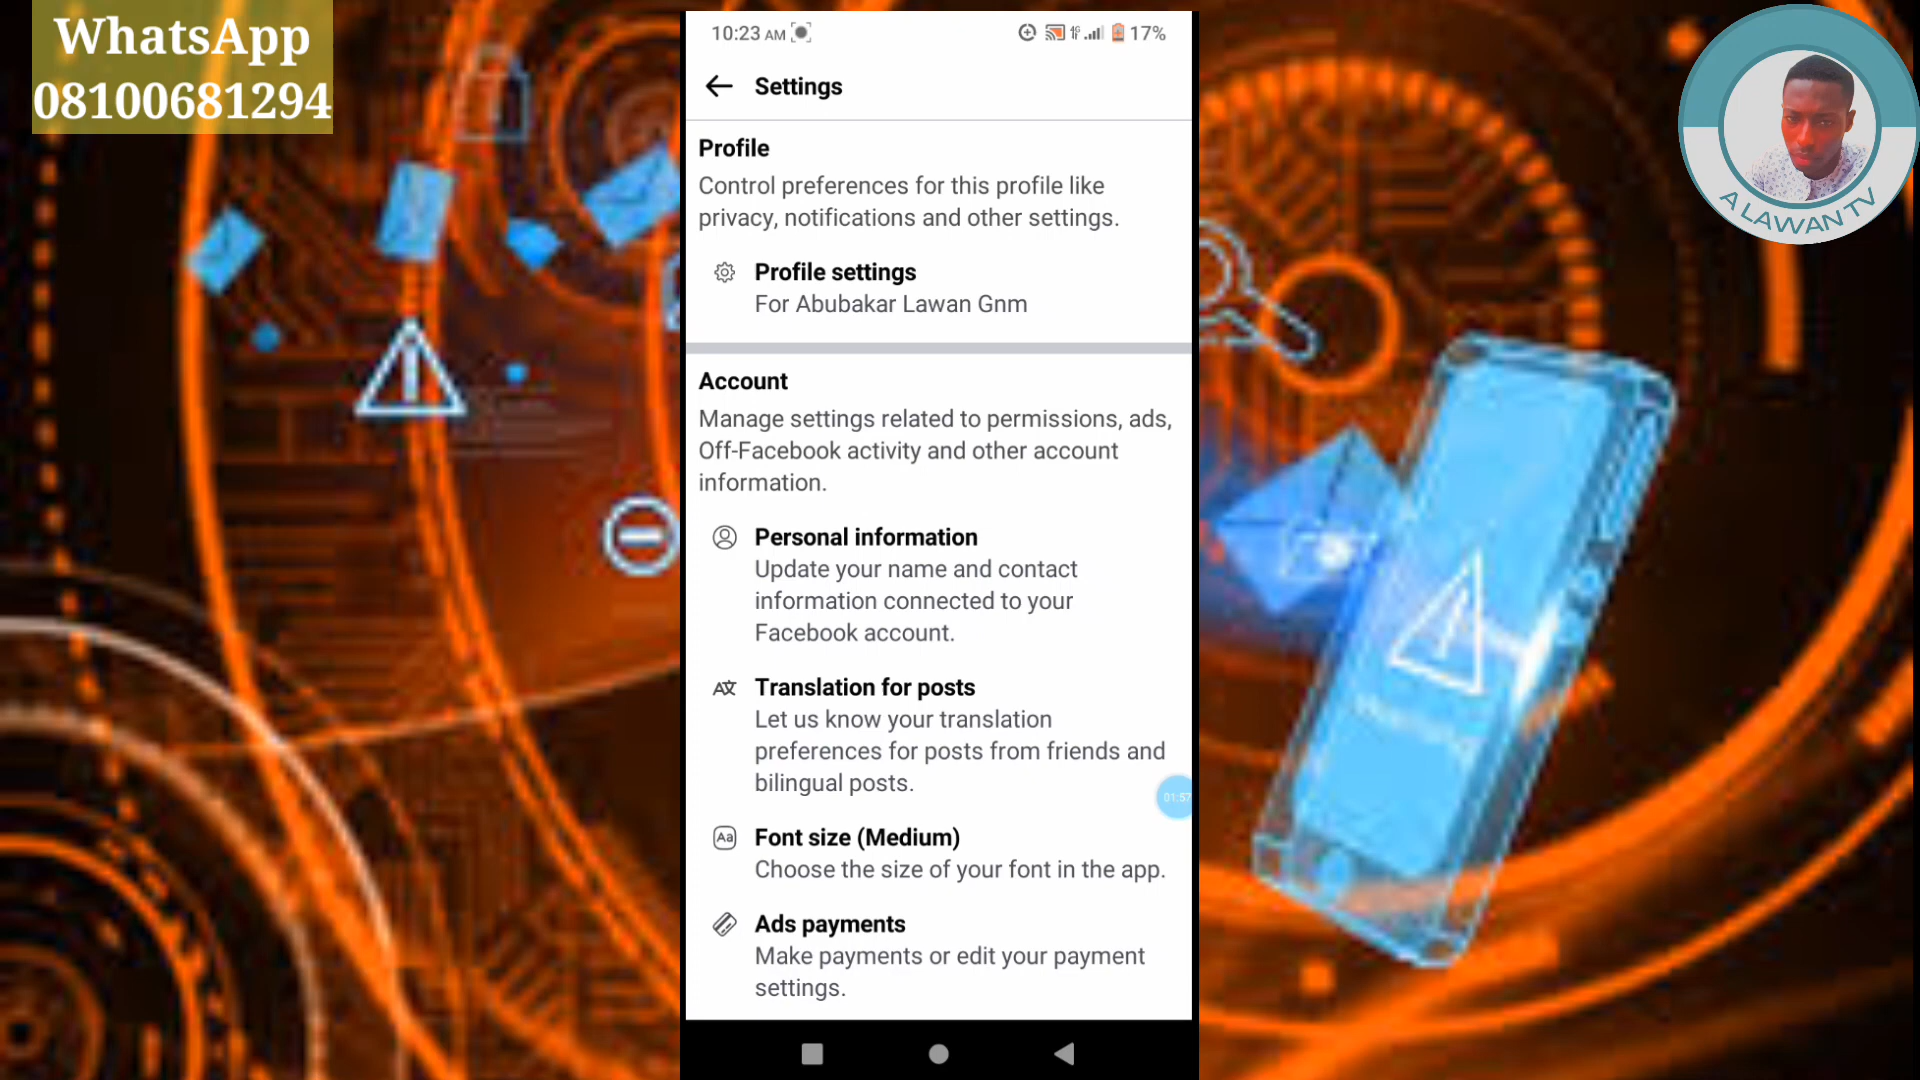 WhatsApp
08100681294
10:23 AM
17%
Settings
Profile
Control preferences for this profile like
privacy, notifications and other settings.
Profile settings
For Abubakar Lawan Gnm
Account
Manage settings related to permissions, ads,
Off-Facebook activity and other account
information.
Personal information
Update your name and contact
information connected to your
Facebook account.
Translation for posts
Let us know your translation
preferences for posts from friends and
bilingual posts.
01:57
Font size (Medium)
Choose the size of your font in the app.
Ads payments
Make payments or edit your payment
settings.
A LAWAN TV